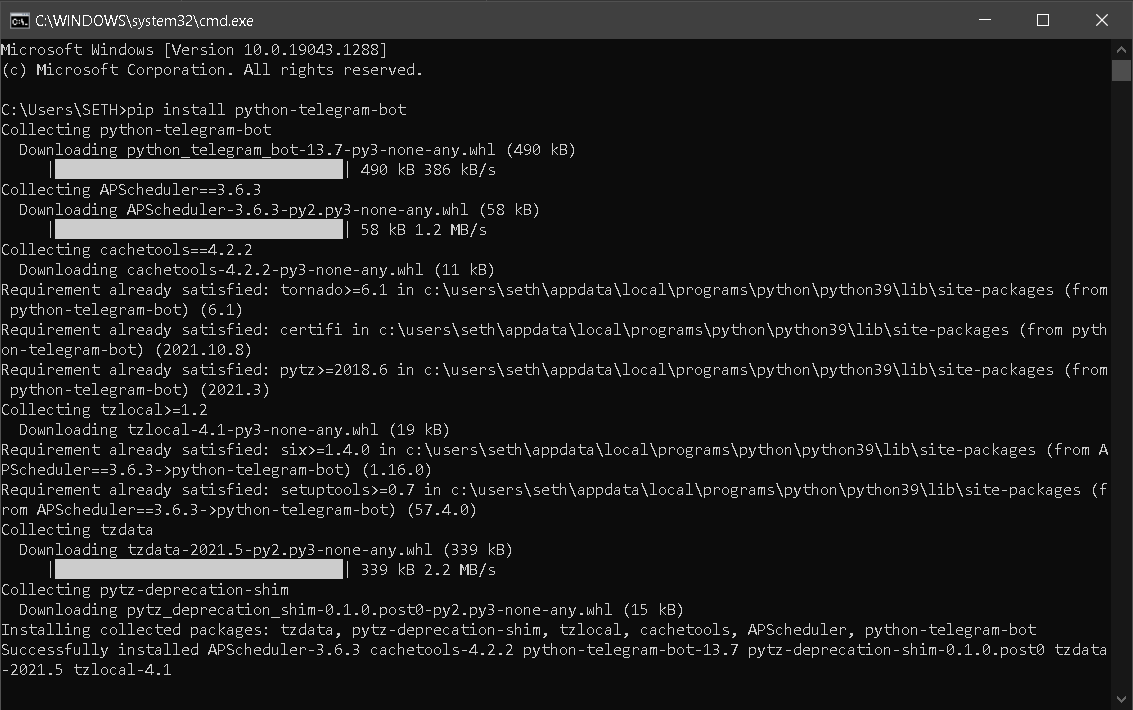 C:\WINDOWS\system32\cmd.exe
Microsoft Windows [Version 10.0.19043.1288]
(c) Microsoft Corporation. All rights reserved.
C:\Users\SETH>pip install python-telegram-bot
Collecting python-telegram-bot
  Downloading python_telegram_bot-13.7-py3-none-any.whl (490 kB)
     |████████████████████████████████| 490 kB 386 kB/s
Collecting APScheduler==3.6.3
  Downloading APScheduler-3.6.3-py2.py3-none-any.whl (58 kB)
     |████████████████████████████████| 58 kB 1.2 MB/s
Collecting cachetools==4.2.2
  Downloading cachetools-4.2.2-py3-none-any.whl (11 kB)
Requirement already satisfied: tornado>=6.1 in c:\users\seth\appdata\local\programs\python\python39\lib\site-packages (from
 python-telegram-bot) (6.1)
Requirement already satisfied: certifi in c:\users\seth\appdata\local\programs\python\python39\lib\site-packages (from pyth
on-telegram-bot) (2021.10.8)
Requirement already satisfied: pytz>=2018.6 in c:\users\seth\appdata\local\programs\python\python39\lib\site-packages (from
 python-telegram-bot) (2021.3)
Collecting tzlocal>=1.2
  Downloading tzlocal-4.1-py3-none-any.whl (19 kB)
Requirement already satisfied: six>=1.4.0 in c:\users\seth\appdata\local\programs\python\python39\lib\site-packages (from A
PScheduler==3.6.3->python-telegram-bot) (1.16.0)
Requirement already satisfied: setuptools>=0.7 in c:\users\seth\appdata\local\programs\python\python39\lib\site-packages (f
rom APScheduler==3.6.3->python-telegram-bot) (57.4.0)
Collecting tzdata
  Downloading tzdata-2021.5-py2.py3-none-any.whl (339 kB)
     |████████████████████████████████| 339 kB 2.2 MB/s
Collecting pytz-deprecation-shim
  Downloading pytz_deprecation_shim-0.1.0.post0-py2.py3-none-any.whl (15 kB)
Installing collected packages: tzdata, pytz-deprecation-shim, tzlocal, cachetools, APScheduler, python-telegram-bot
Successfully installed APScheduler-3.6.3 cachetools-4.2.2 python-telegram-bot-13.7 pytz-deprecation-shim-0.1.0.post0 tzdata
-2021.5 tzlocal-4.1